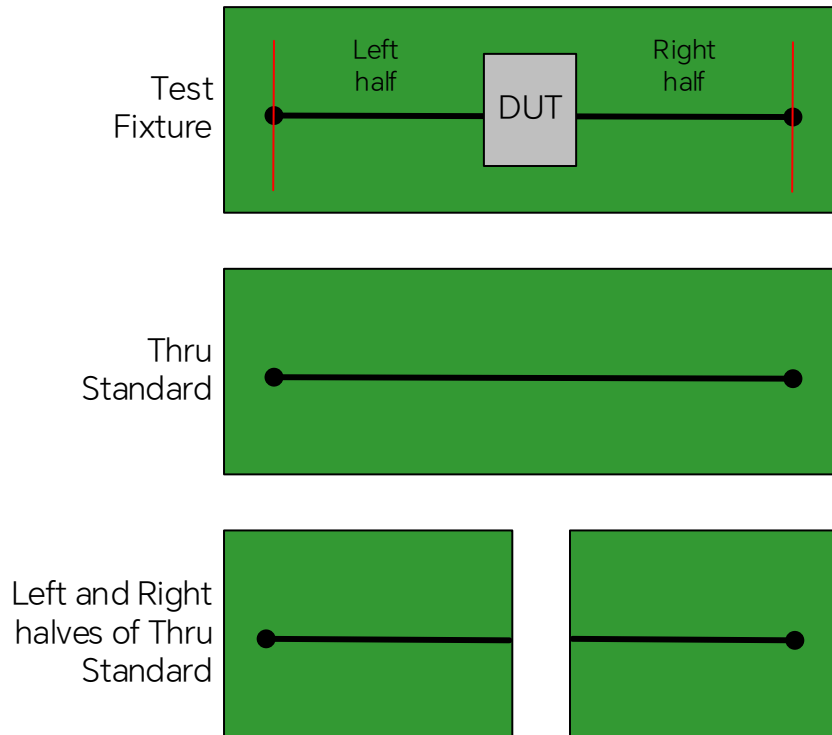 Test
Fixture
Left
half
DUT
Right
half
Thru
Standard
Left and Right
halves of Thru
Standard